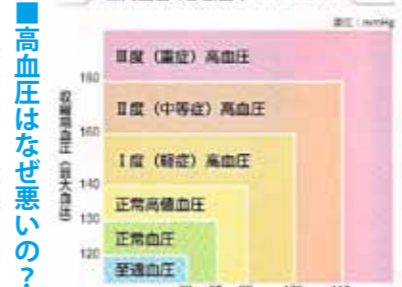 ■高血圧はなぜ悪いの？
単位：mmHg
収縮期血圧（最大血圧）
180
Ⅲ度（重症）高血圧
160
Ⅱ度（中等症）高血圧
140
Ⅰ度（軽症）高血圧
130
正常高値血圧
120
正常血圧
至適血圧